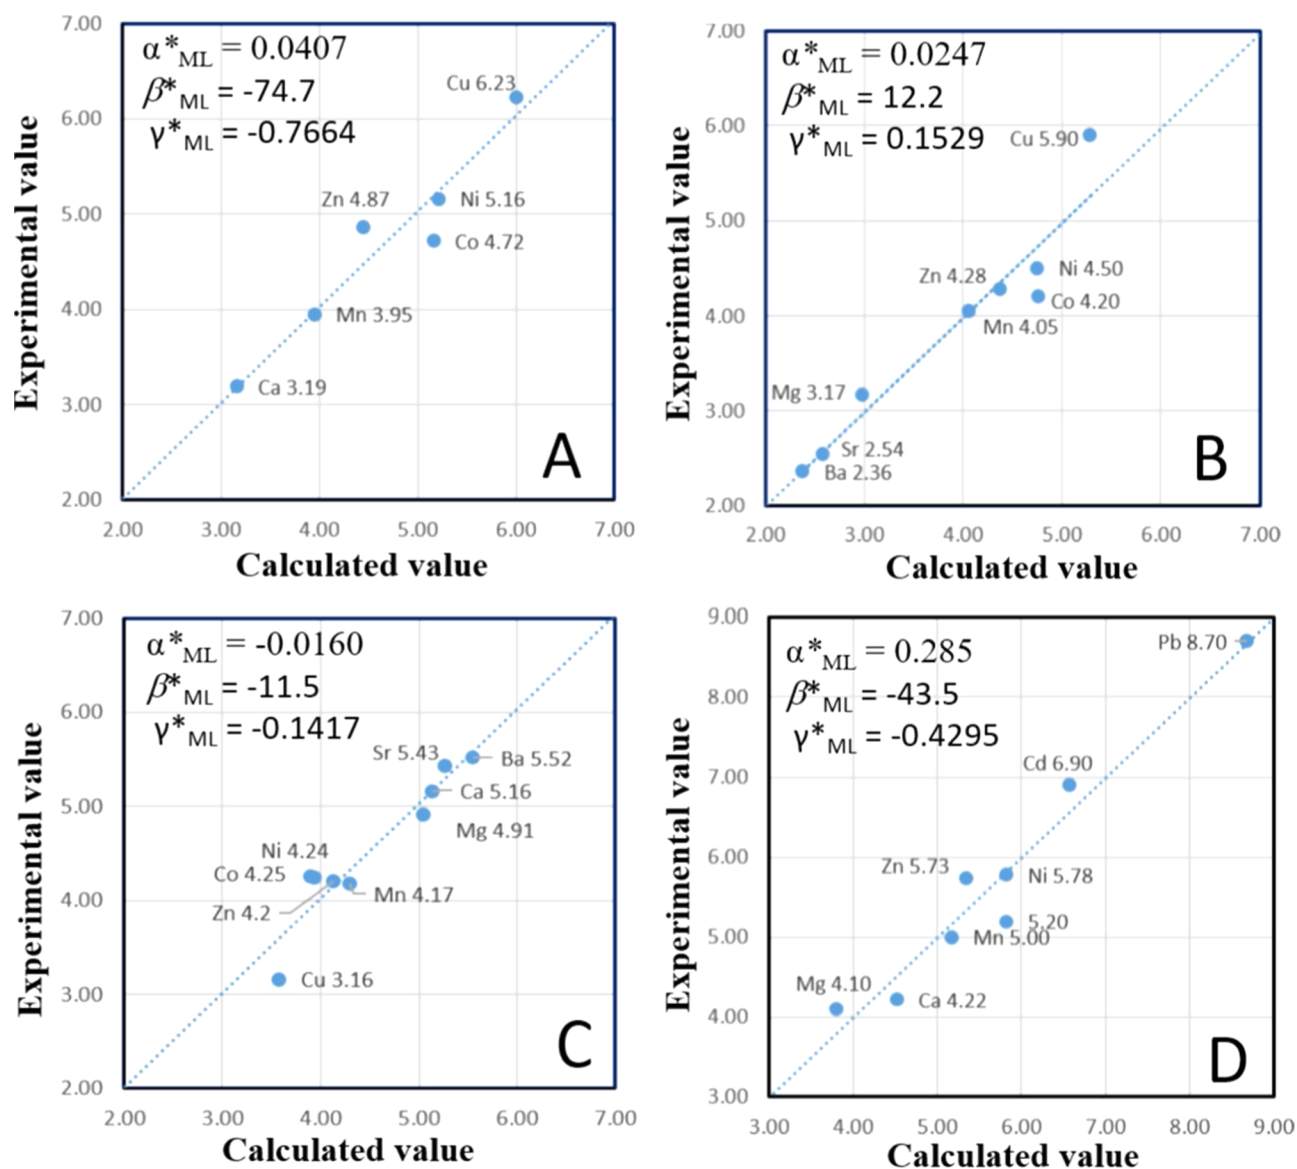 7.00
6.00
5.00
4.00
3.00
2.00
2.00 3.00 4.00 5.00 6.00 7.00
Experimental value
Calculated value
α*ML = 0.0407
β*ML = -74.7
γ*ML = -0.7664
Cu 6.23
Zn 4.87
Ni 5.16
Co 4.72
Mn 3.95
Ca 3.19
A
7.00
6.00
5.00
4.00
3.00
2.00
2.00 3.00 4.00 5.00 6.00 7.00
Experimental value
Calculated value
α*ML = 0.0247
β*ML = 12.2
γ*ML = 0.1529
Cu 5.90
Ni 4.50
Zn 4.28
Co 4.20
Mn 4.05
Mg 3.17
Sr 2.54
Ba 2.36
B
7.00
6.00
5.00
4.00
3.00
2.00
2.00 3.00 4.00 5.00 6.00 7.00
Experimental value
Calculated value
α*ML = -0.0160
β*ML = -11.5
γ*ML = -0.1417
Sr 5.43
Ba 5.52
Ca 5.16
Mg 4.91
Ni 4.24
Co 4.25
Mn 4.17
Zn 4.2
Cu 3.16
C
9.00
8.00
7.00
6.00
5.00
4.00
3.00
3.00 4.00 5.00 6.00 7.00 8.00 9.00
Experimental value
Calculated value
α*ML = 0.285
β*ML = -43.5
γ*ML = -0.4295
Pb 8.70
Cd 6.90
Zn 5.73
Ni 5.78
5.20
Mn 5.00
Mg 4.10
Ca 4.22
D